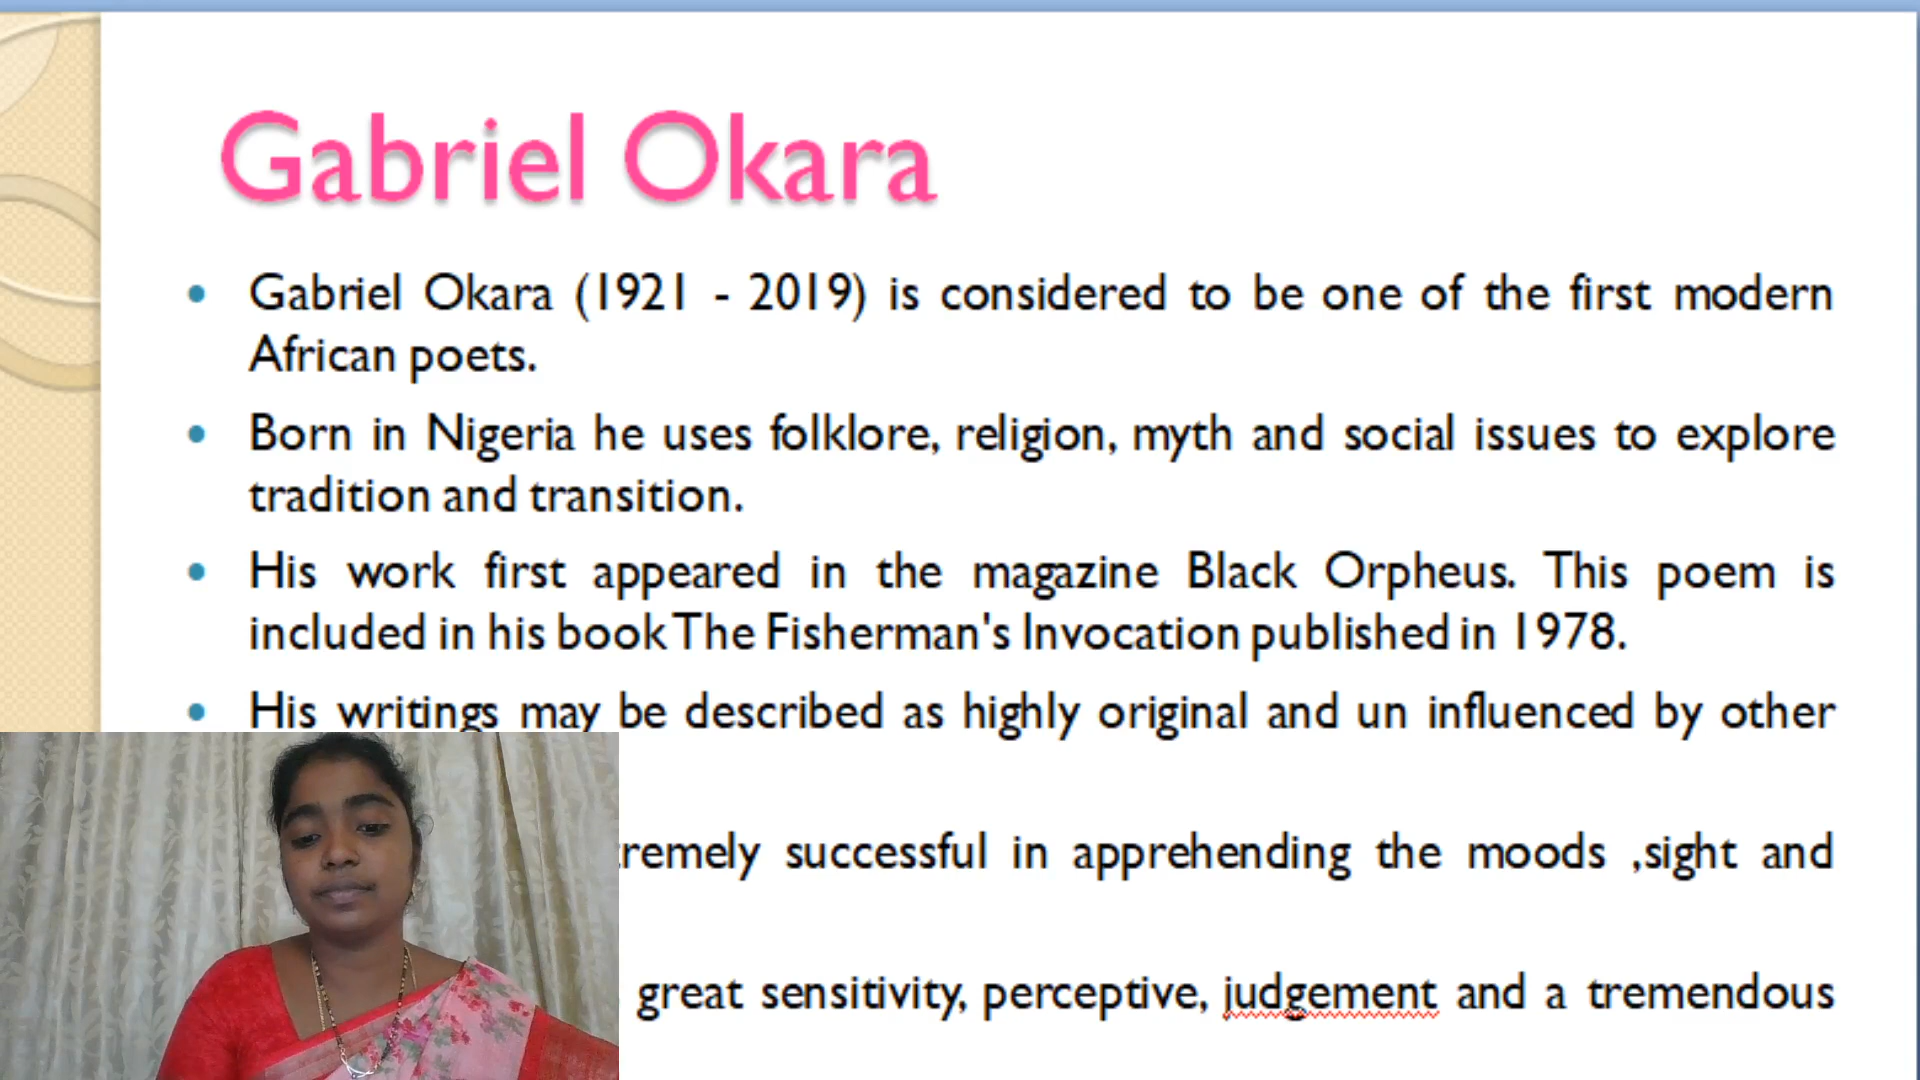 Gabriel Okara
Gabriel Okara (1921 - 2019) is considered to be one of the first modern
African poets.
Born in Nigeria he uses folklore, religion, myth and social issues to explore
tradition and transition.
His work first appeared in the magazine Black Orpheus. This poem is
included in his book The Fisherman's Invocation published in 1978.
His writings may be described as highly original and un influenced by other
successful in apprehending the moods ,sight and
great sensitivity, perceptive, judgement and a tremendous